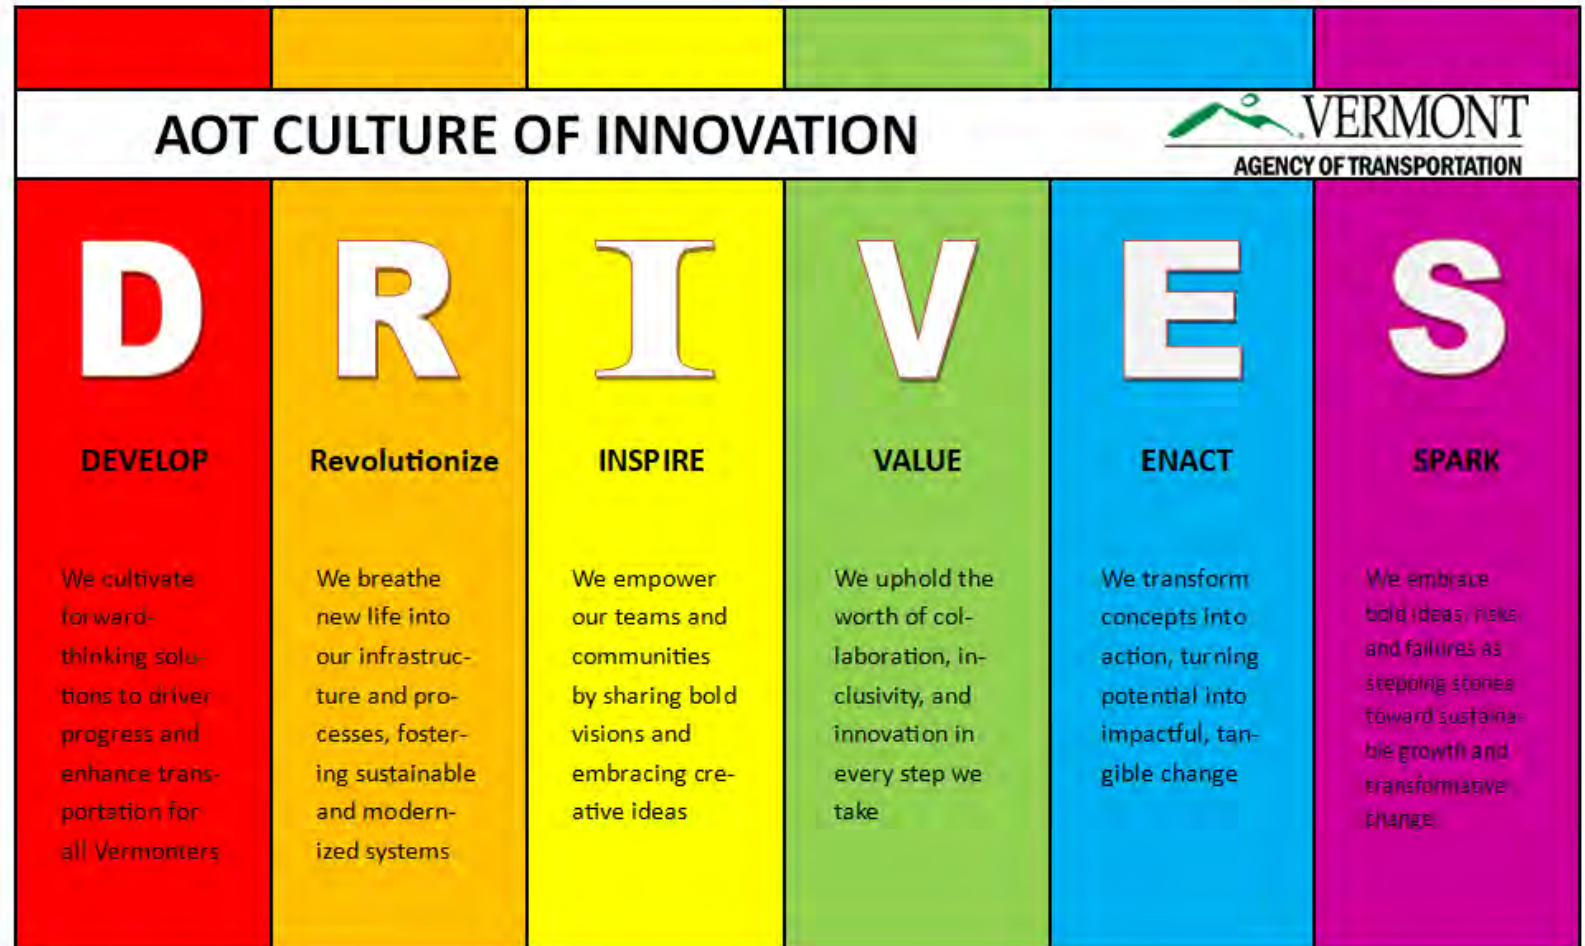 AOT CULTURE OF INNOVATION
VERMONT
AGENCY OF TRANSPORTATION
D
DEVELOP
We cultivate
forward-
thinking solu-
tions to driver
progress and
enhance trans-
portation for
all Vermonters
R
Revolutionize
We breathe
new life into
our infrastruc-
ture and pro-
cesses, foster-
ing sustainable
and modern-
ized systems
I
INSPIRE
We empower
our teams and
communities
by sharing bold
visions and
embracing cre-
ative ideas
V
VALUE
We uphold the
worth of col-
laboration, in-
clusivity, and
innovation in
every step we
take
E
ENACT
We transform
concepts into
action, turning
potential into
impactful, tan-
gible change
S
SPARK
We embrace
bold ideas, risks,
and failures as
stepping stones
toward sustaina-
ble growth and
transformative
change.